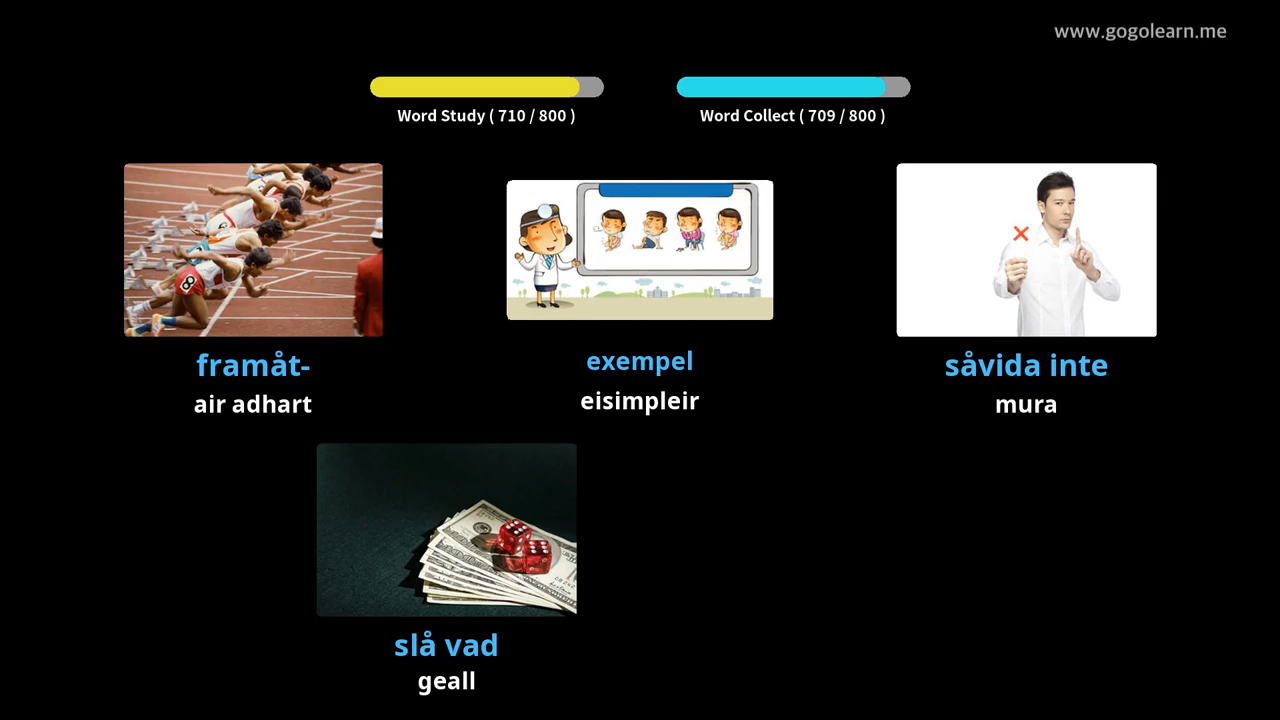 www.gogolearn.me
Word Study ( 710 / 800 )
Word Collect ( 709 / 800 )
framåt-
air adhart
exempel
eisimpleir
såvida inte
mura
slå vad
geall